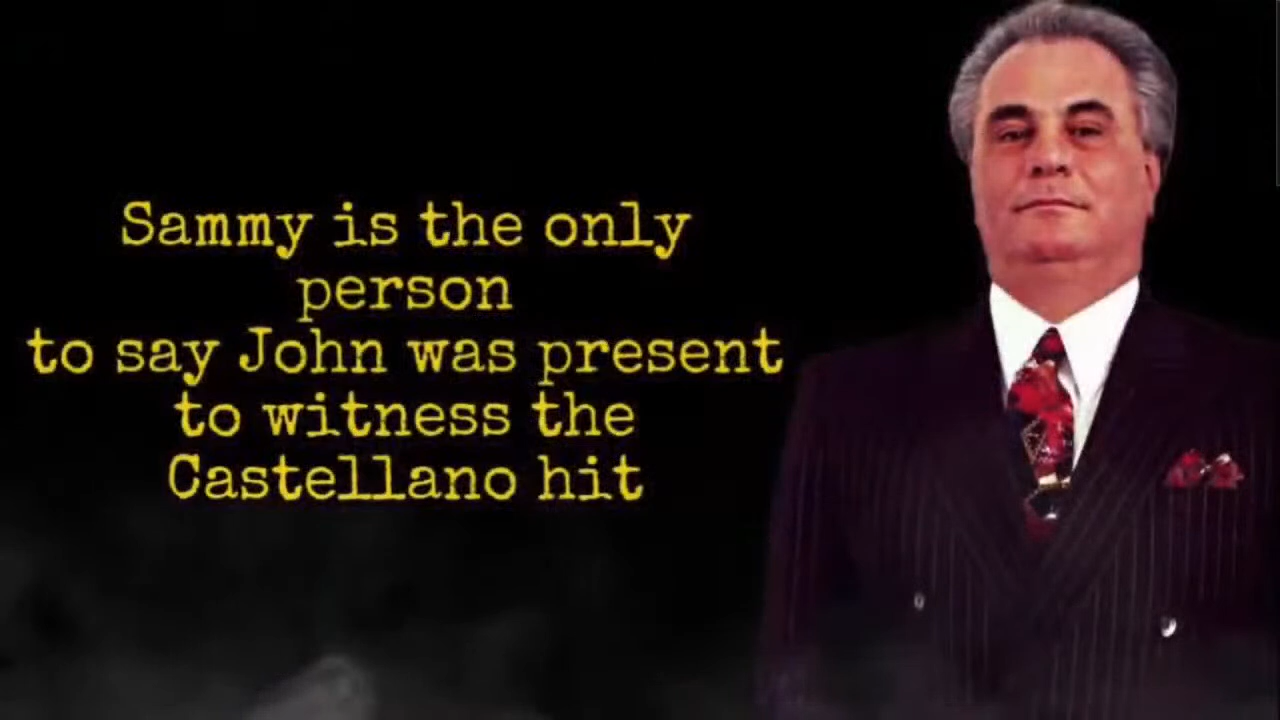 Sammy is the only
person
to say John was present
to witness the
Castellano hit